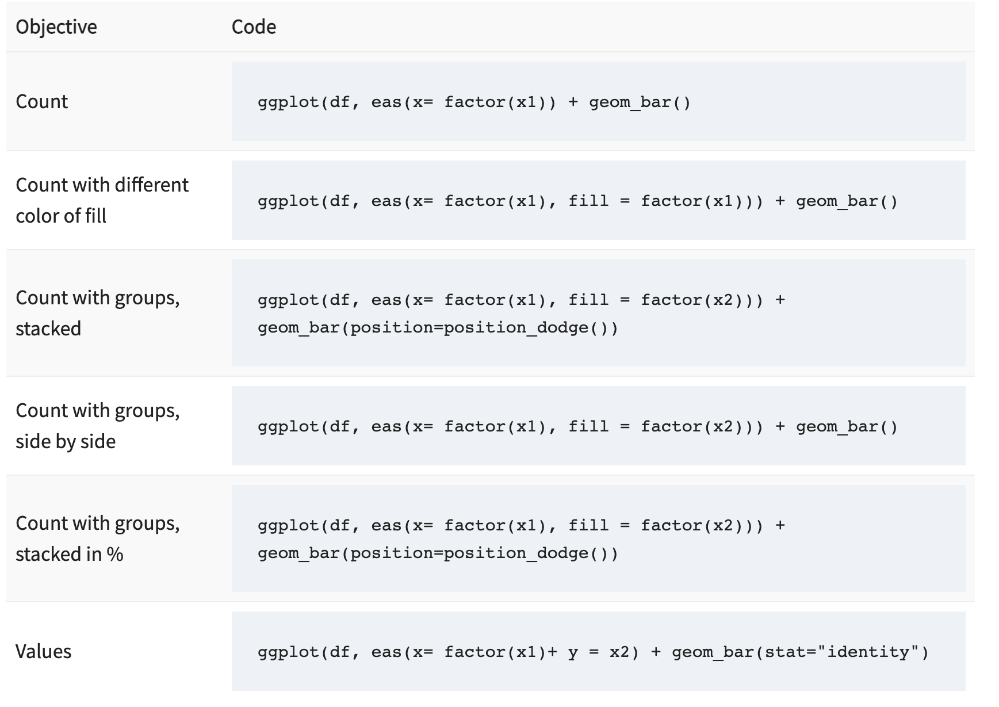 Objective Code
Count
ggplot(df, eas(x= factor(x1)) + geom_bar()
Count with different
color of fill
ggplot(df, eas(x= factor(x1), fill = factor(x1))) + geom_bar()
Count with groups,
stacked
ggplot(df, eas(x= factor(x1), fill = factor(x2))) +
geom_bar(position=position_dodge())
Count with groups,
side by side
ggplot(df, eas(x= factor(x1), fill = factor(x2))) + geom_bar()
Count with groups,
stacked in %
ggplot(df, eas(x= factor(x1), fill = factor(x2))) +
geom_bar(position=position_dodge())
Values
ggplot(df, eas(x= factor(x1)+ y = x2) + geom_bar(stat="identity")